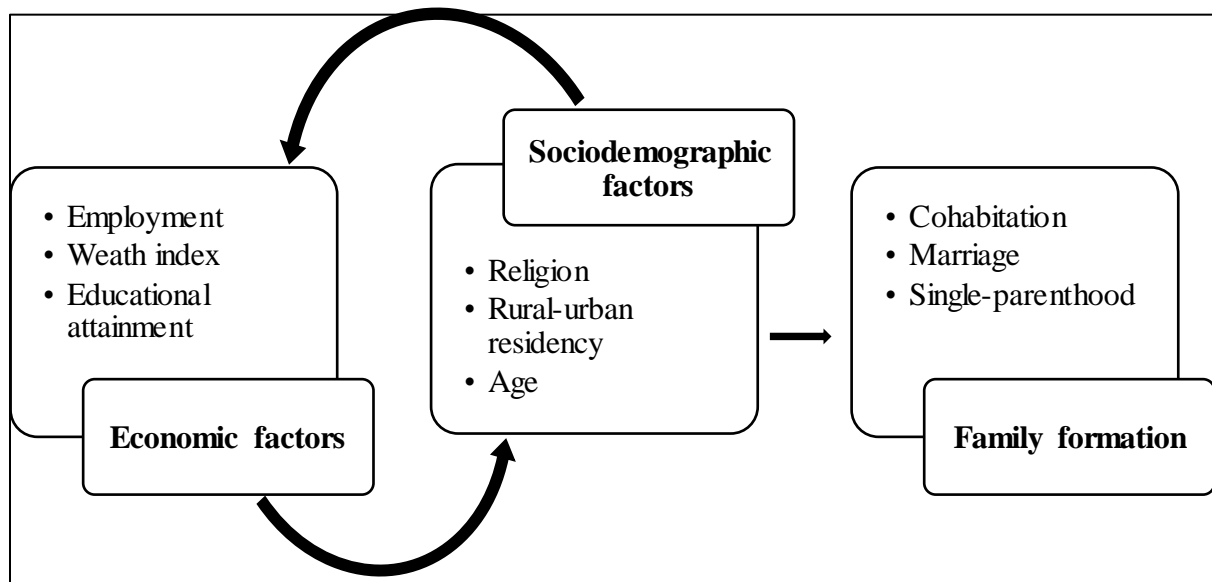 • Employment
• Weath index
• Educational
attainment
Economic factors
Sociodemographic
factors
• Religion
• Rural-urban
residency
• Age
• Cohabitation
• Marriage
• Single-parenthood
Family formation